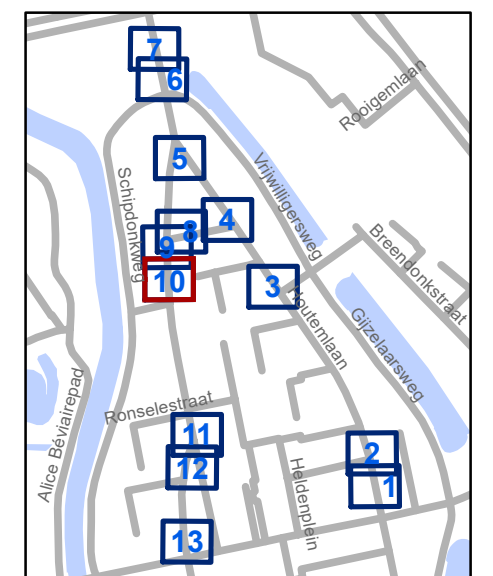 7
6
Rooigemlaan
5
Vrijwilligersweg
Schipdonkweg
4
8
9
Breendonkstraat
10
3
Houtemlaan
Gijzelaarsweg
Ronselestraat
Alice Béviairepad
11
2
12
1
Heldenplein
13